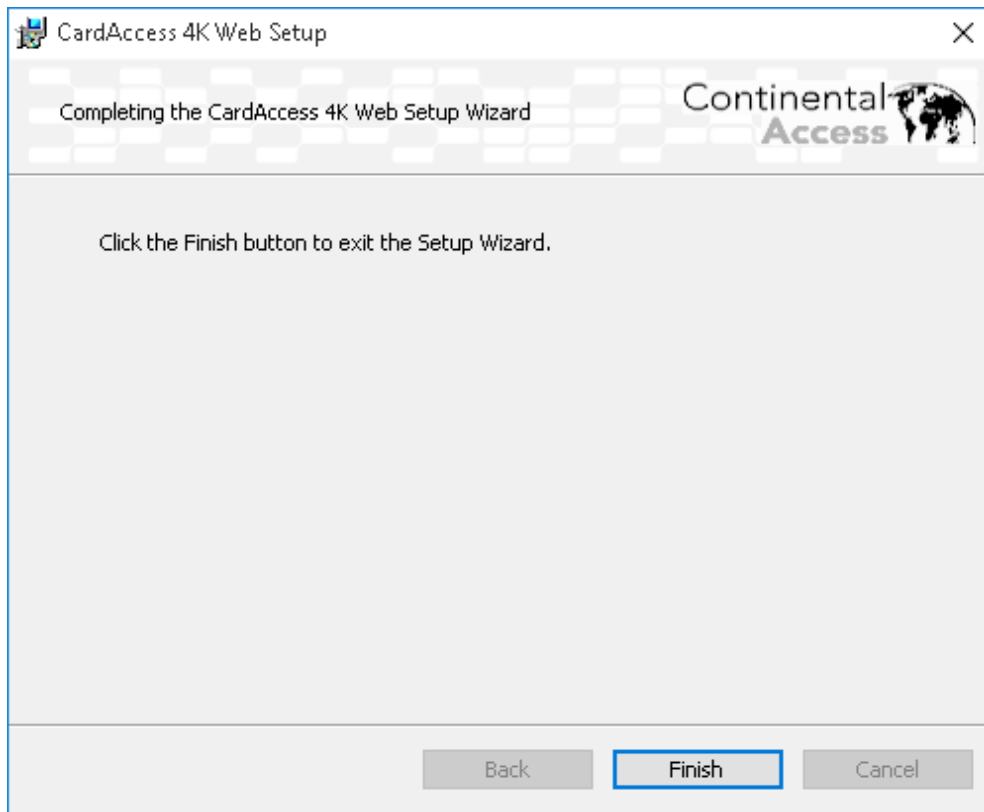 CardAccess 4K Web Setup
Completing the CardAccess 4K Web Setup Wizard
Continental
Access
Click the Finish button to exit the Setup Wizard.
Back
Finish
Cancel